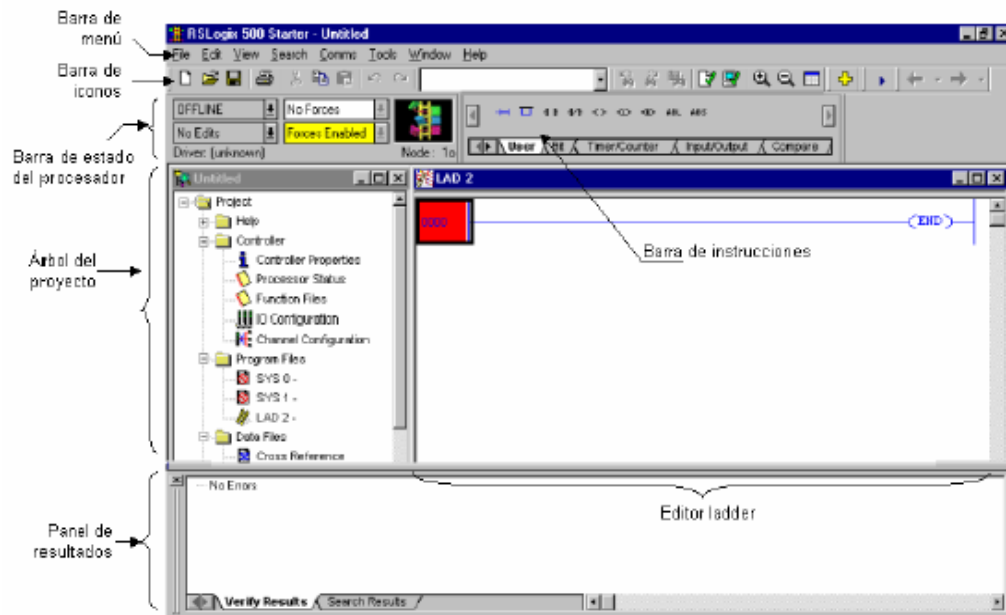 Barra de
menú
RSLogix 500 Starter - Untitled
File Edit View Search Comms Tools Window Help
Barra de
iconos
OFFLINE No Forces
No Edits Forces Enabled
Driver: (unknown) Node: 1o
ABL ABS
User Bit Timer/Counter Input/Output Compare
Barra de estado
del procesador
Untitled
LAD 2
Project
Help
Controller
Controller Properties
Processor Status
Function Files
IO Configuration
Channel Configuration
Program Files
SYS 0 -
SYS 1 -
LAD 2 -
Data Files
Cross Reference
0000
(END)
Barra de instrucciones
Árbol del
proyecto
No Errors
Editor ladder
Panel de
resultados
Verify Results Search Results